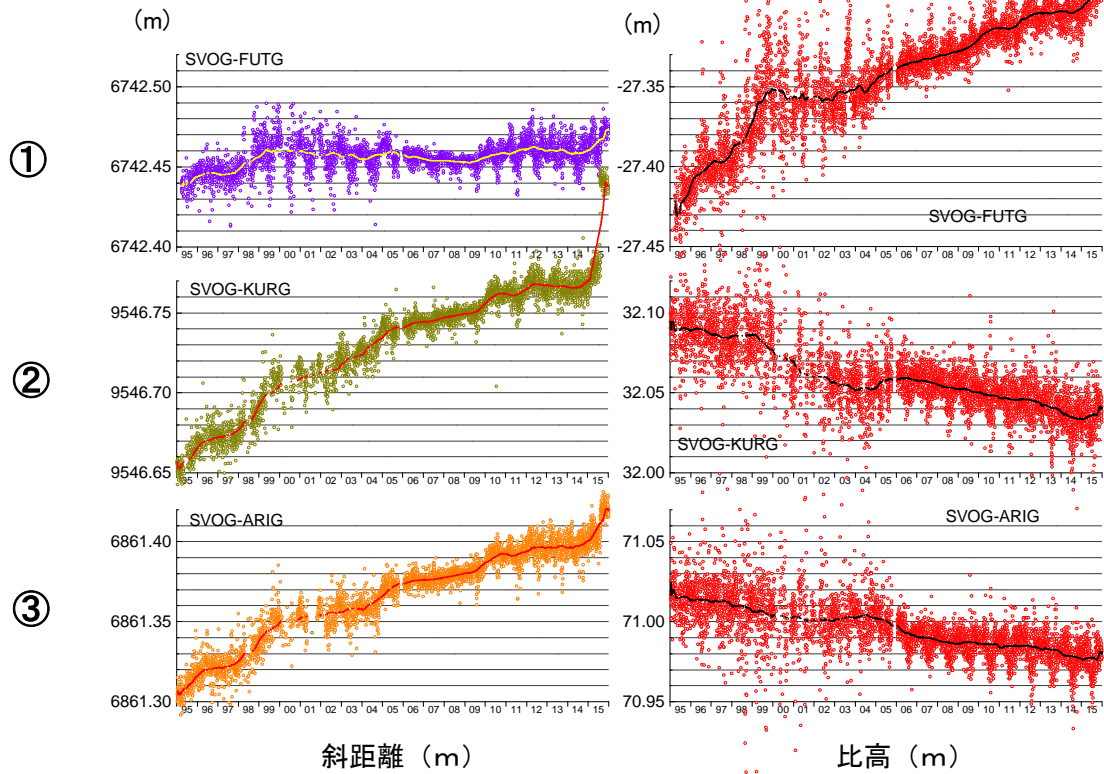 (m)
(m)
①
SVOG-FUTG
6742.50
6742.45
6742.40
95 96 97 98 99 00 01 02 03 04 05 06 07 08 09 10 11 12 13 14 15
-27.35
-27.40
-27.45
SVOG-FUTG
95 96 97 98 99 00 01 02 03 04 05 06 07 08 09 10 11 12 13 14 15
②
SVOG-KURG
9546.75
9546.70
9546.65
95 96 97 98 99 00 01 02 03 04 05 06 07 08 09 10 11 12 13 14 15
32.10
32.05
32.00
SVOG-KURG
95 96 97 98 99 00 01 02 03 04 05 06 07 08 09 10 11 12 13 14 15
③
SVOG-ARIG
6861.40
6861.35
6861.30
95 96 97 98 99 00 01 02 03 04 05 06 07 08 09 10 11 12 13 14 15
SVOG-ARIG
71.05
71.00
70.95
95 96 97 98 99 00 01 02 03 04 05 06 07 08 09 10 11 12 13 14 15
斜距離（m）
比高（m）